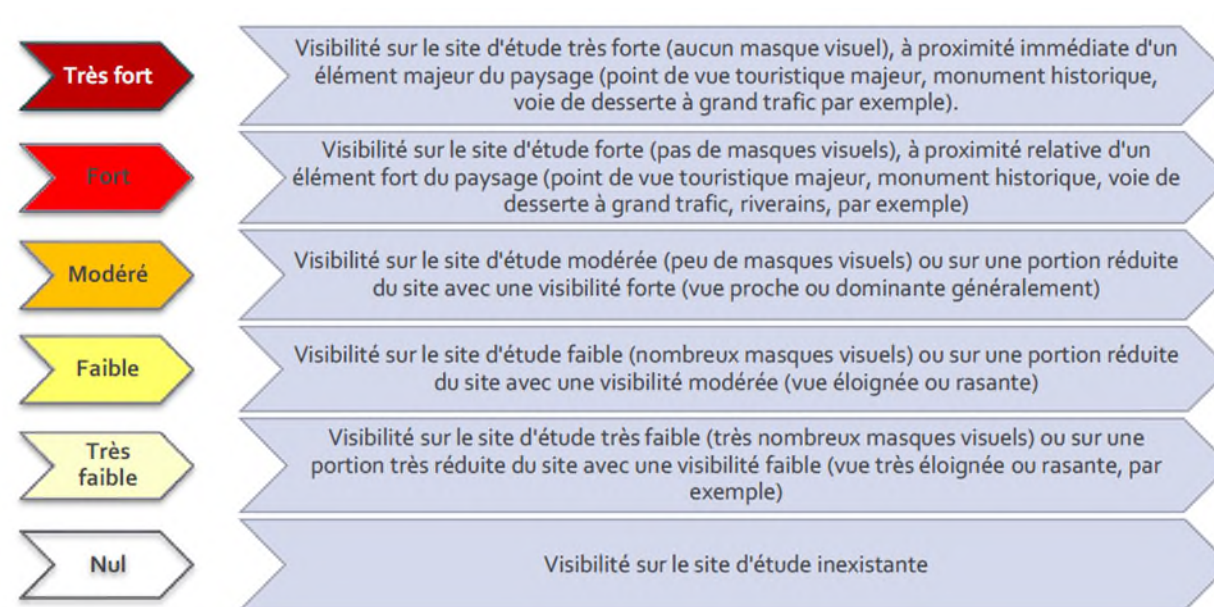 Très fort
Visibilité sur le site d'étude très forte (aucun masque visuel), à proximité immédiate d'un
élément majeur du paysage (point de vue touristique majeur, monument historique,
voie de desserte à grand trafic par exemple).
Fort
Visibilité sur le site d'étude forte (pas de masques visuels), à proximité relative d'un
élément fort du paysage (point de vue touristique majeur, monument historique, voie de
desserte à grand trafic, riverains, par exemple)
Modéré
Visibilité sur le site d'étude modérée (peu de masques visuels) ou sur une portion réduite
du site avec une visibilité forte (vue proche ou dominante généralement)
Faible
Visibilité sur le site d'étude faible (nombreux masques visuels) ou sur une portion réduite
du site avec une visibilité modérée (vue éloignée ou rasante)
Très
faible
Visibilité sur le site d'étude très faible (très nombreux masques visuels) ou sur une
portion très réduite du site avec une visibilité faible (vue très éloignée ou rasante, par
exemple)
Nul
Visibilité sur le site d'étude inexistante